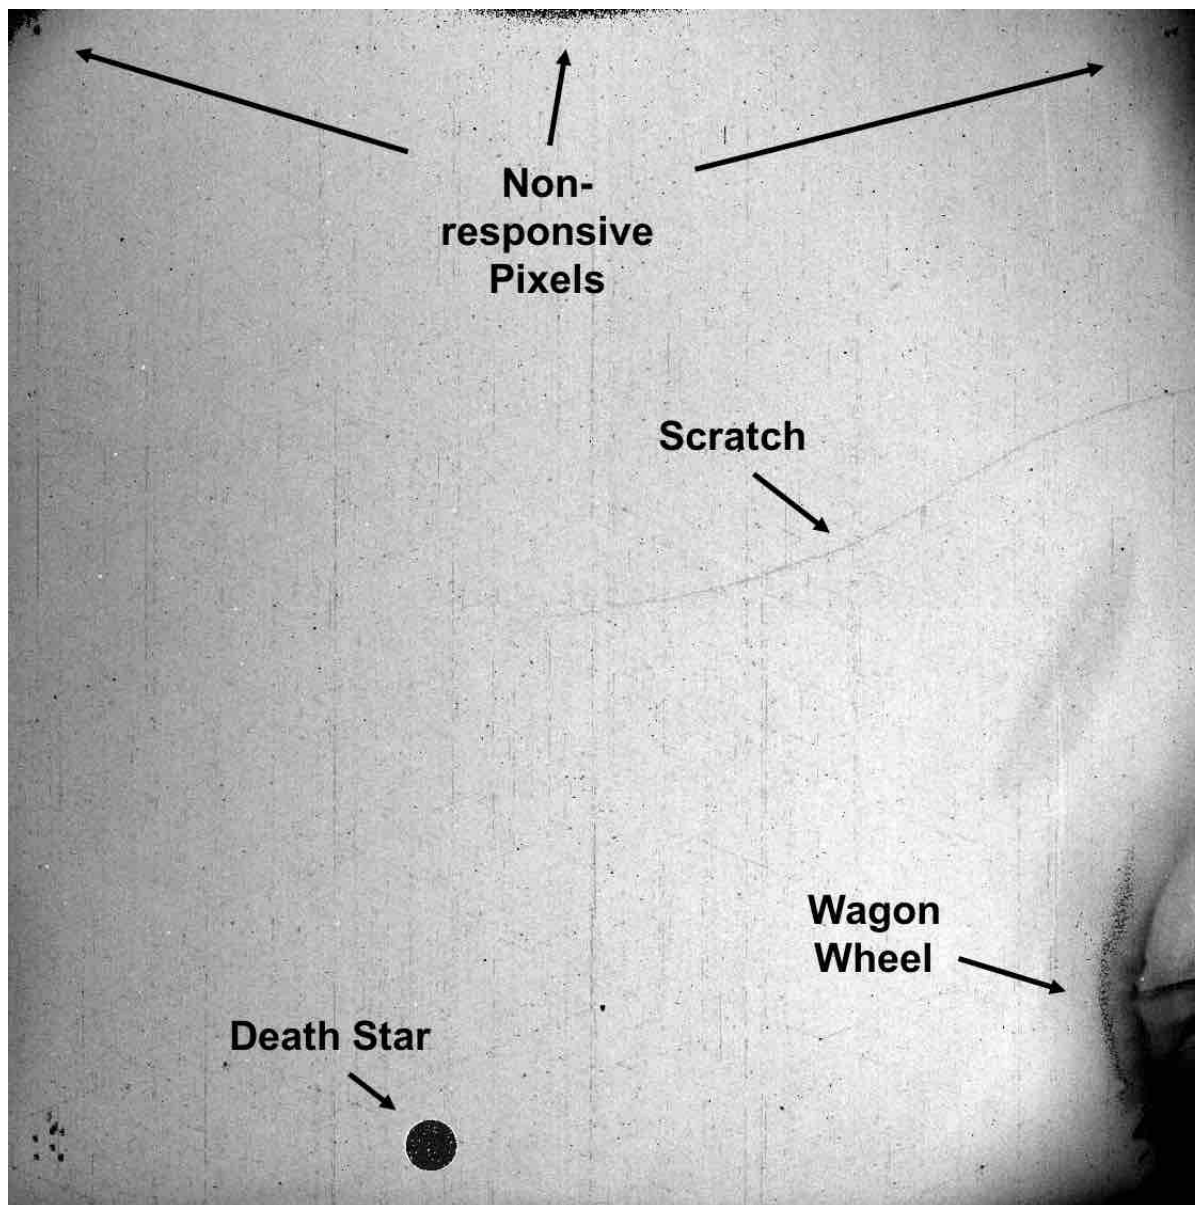 Non-
responsive
Pixels
Scratch
Wagon
Wheel
Death Star